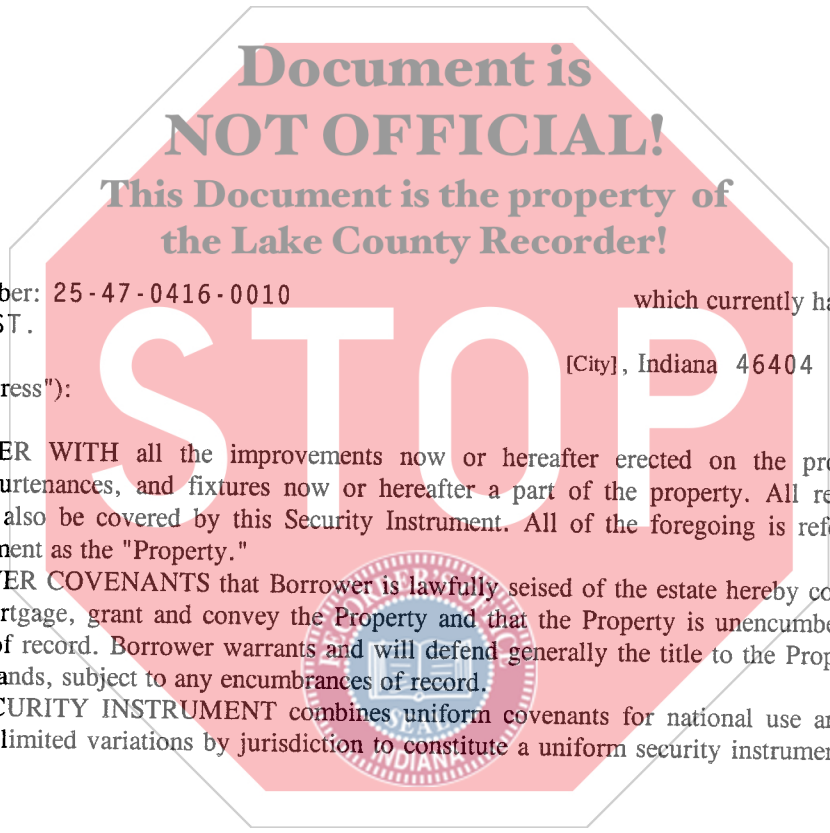 Document is
NOT OFFICIAL!
This Document is the property of
the Lake County Recorder!
ber: 25-47-0416-0010 which currently ha
ST.
[City], Indiana 46404
ress"):
STOP
ER WITH all the improvements now or hereafter erected on the pro
urtenances, and fixtures now or hereafter a part of the property. All re
also be covered by this Security Instrument. All of the foregoing is refe
ment as the "Property."
ER COVENANTS that Borrower is lawfully seised of the estate hereby co
rtgage, grant and convey the Property and that the Property is unencumbe
of record. Borrower warrants and will defend generally the title to the Prop
ands, subject to any encumbrances of record.
CURITY INSTRUMENT combines uniform covenants for national use an
limited variations by jurisdiction to constitute a uniform security instrumen
RECORDER'S OFFICE
SEAL
INDIANA